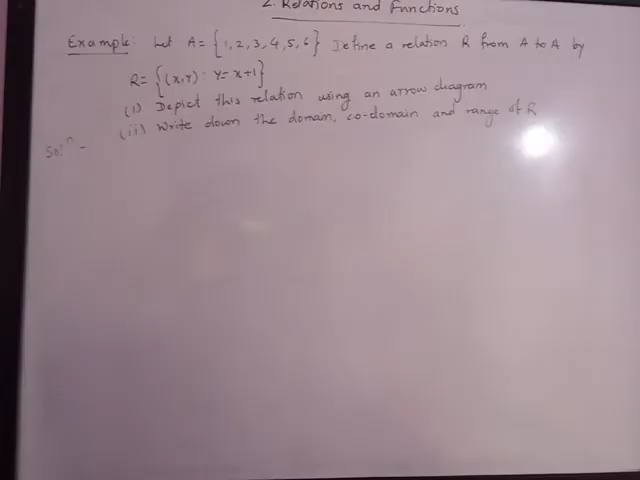 2. Relations and Functions
Example: Let A = {1, 2, 3, 4, 5, 6} Define a relation R from A to A by
R = {(x,y) : y = x+1}
(i) Depict this relation using an arrow diagram
(ii) Write down the domain, co-domain and range of R
Solⁿ -